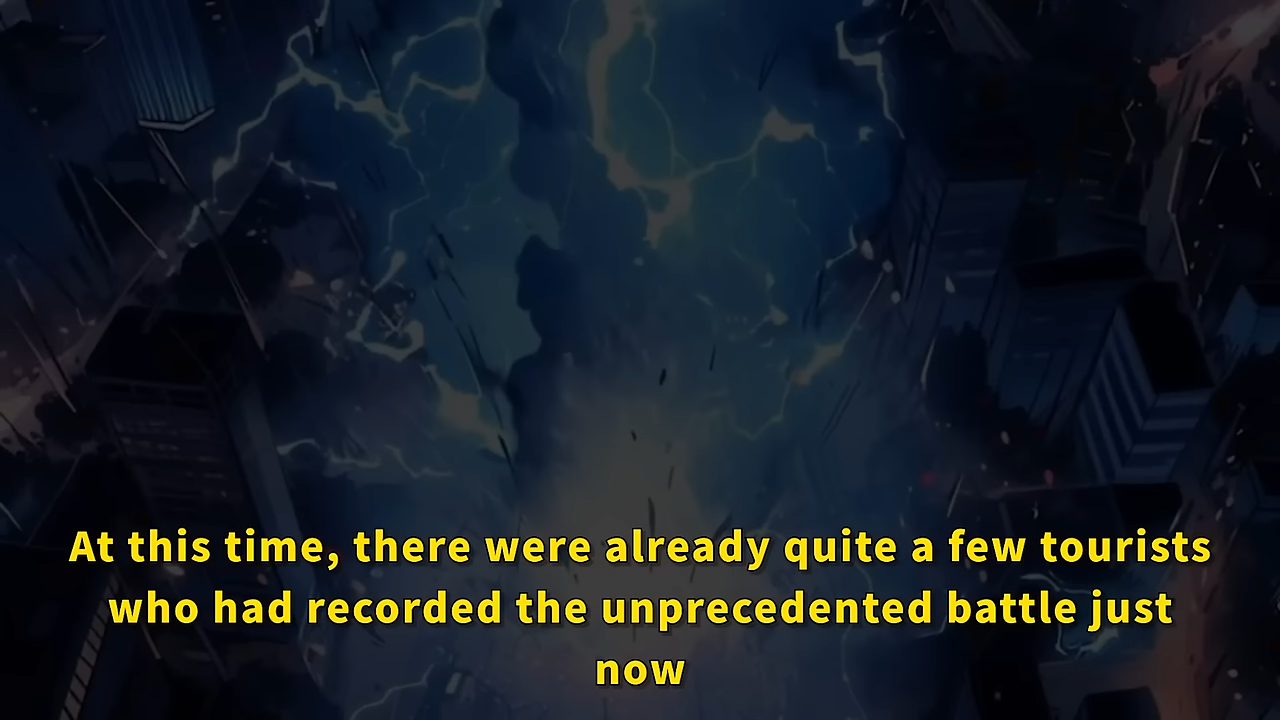 At this time, there were already quite a few tourists
who had recorded the unprecedented battle just
now